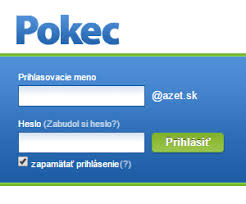 Pokec
Prihlasovacie meno
@azet.sk
Heslo (Zabudol si heslo?)
Prihlásiť
zapamätať prihlásenie(?)